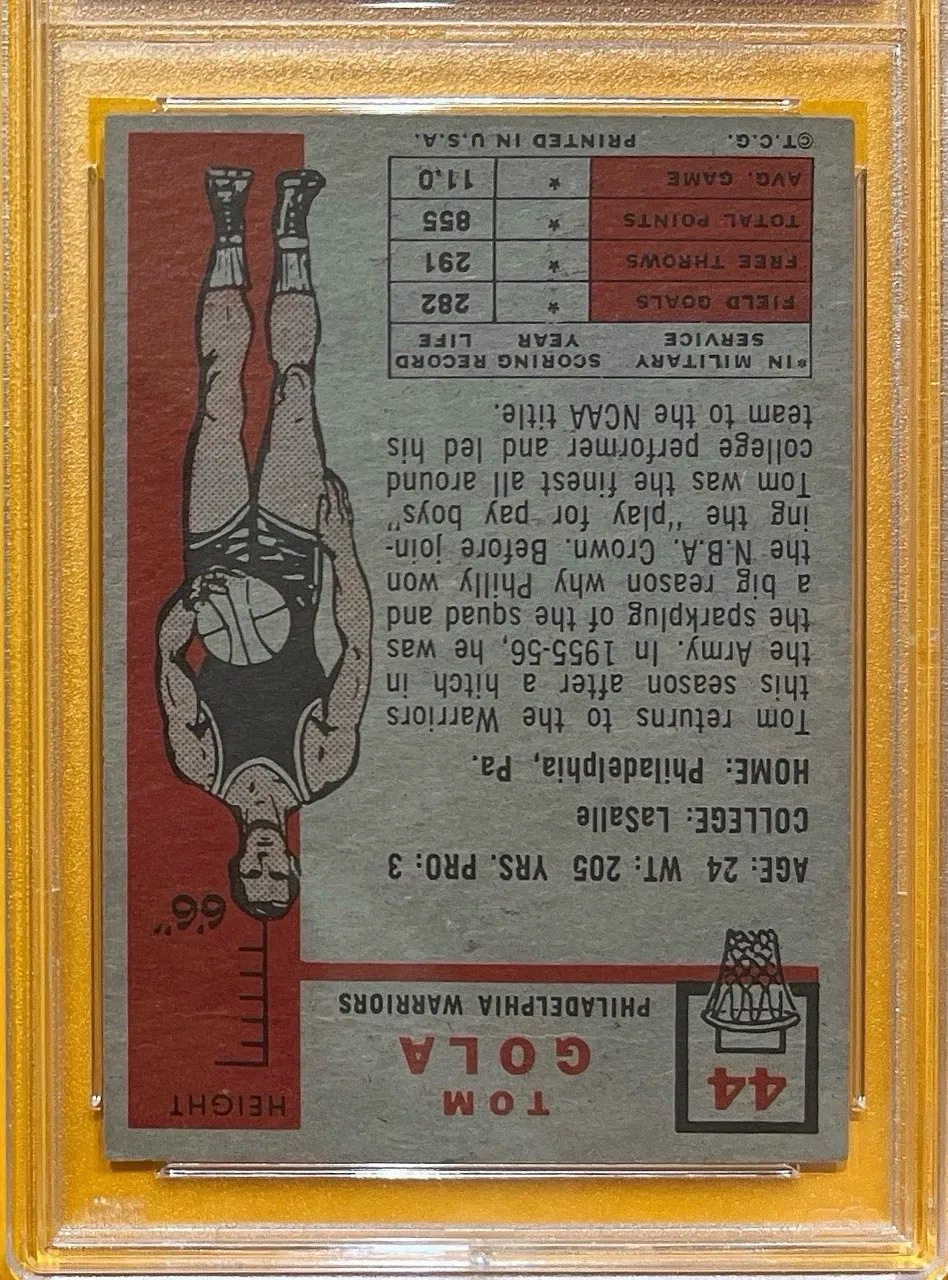 44
TOM
GOLA
PHILADELPHIA WARRIORS
HEIGHT
6'6"
AGE: 24 WT: 205 YRS. PRO: 3
COLLEGE: LaSalle
HOME: Philadelphia, Pa.
Tom returns to the Warriors
this season after a hitch in
the Army. In 1955-56, he was
the sparkplug of the squad and
a big reason why Philly won
the N.B.A. Crown. Before join-
ing the "play for pay boys"
Tom was the finest all around
college performer and led his
team to the NCAA title.
*IN MILITARY SERVICE SCORING RECORD YEAR LIFE
FIELD GOALS * 282
FREE THROWS * 291
TOTAL POINTS * 855
AVG. GAME * 11.0
©T.C.G. PRINTED IN U.S.A.